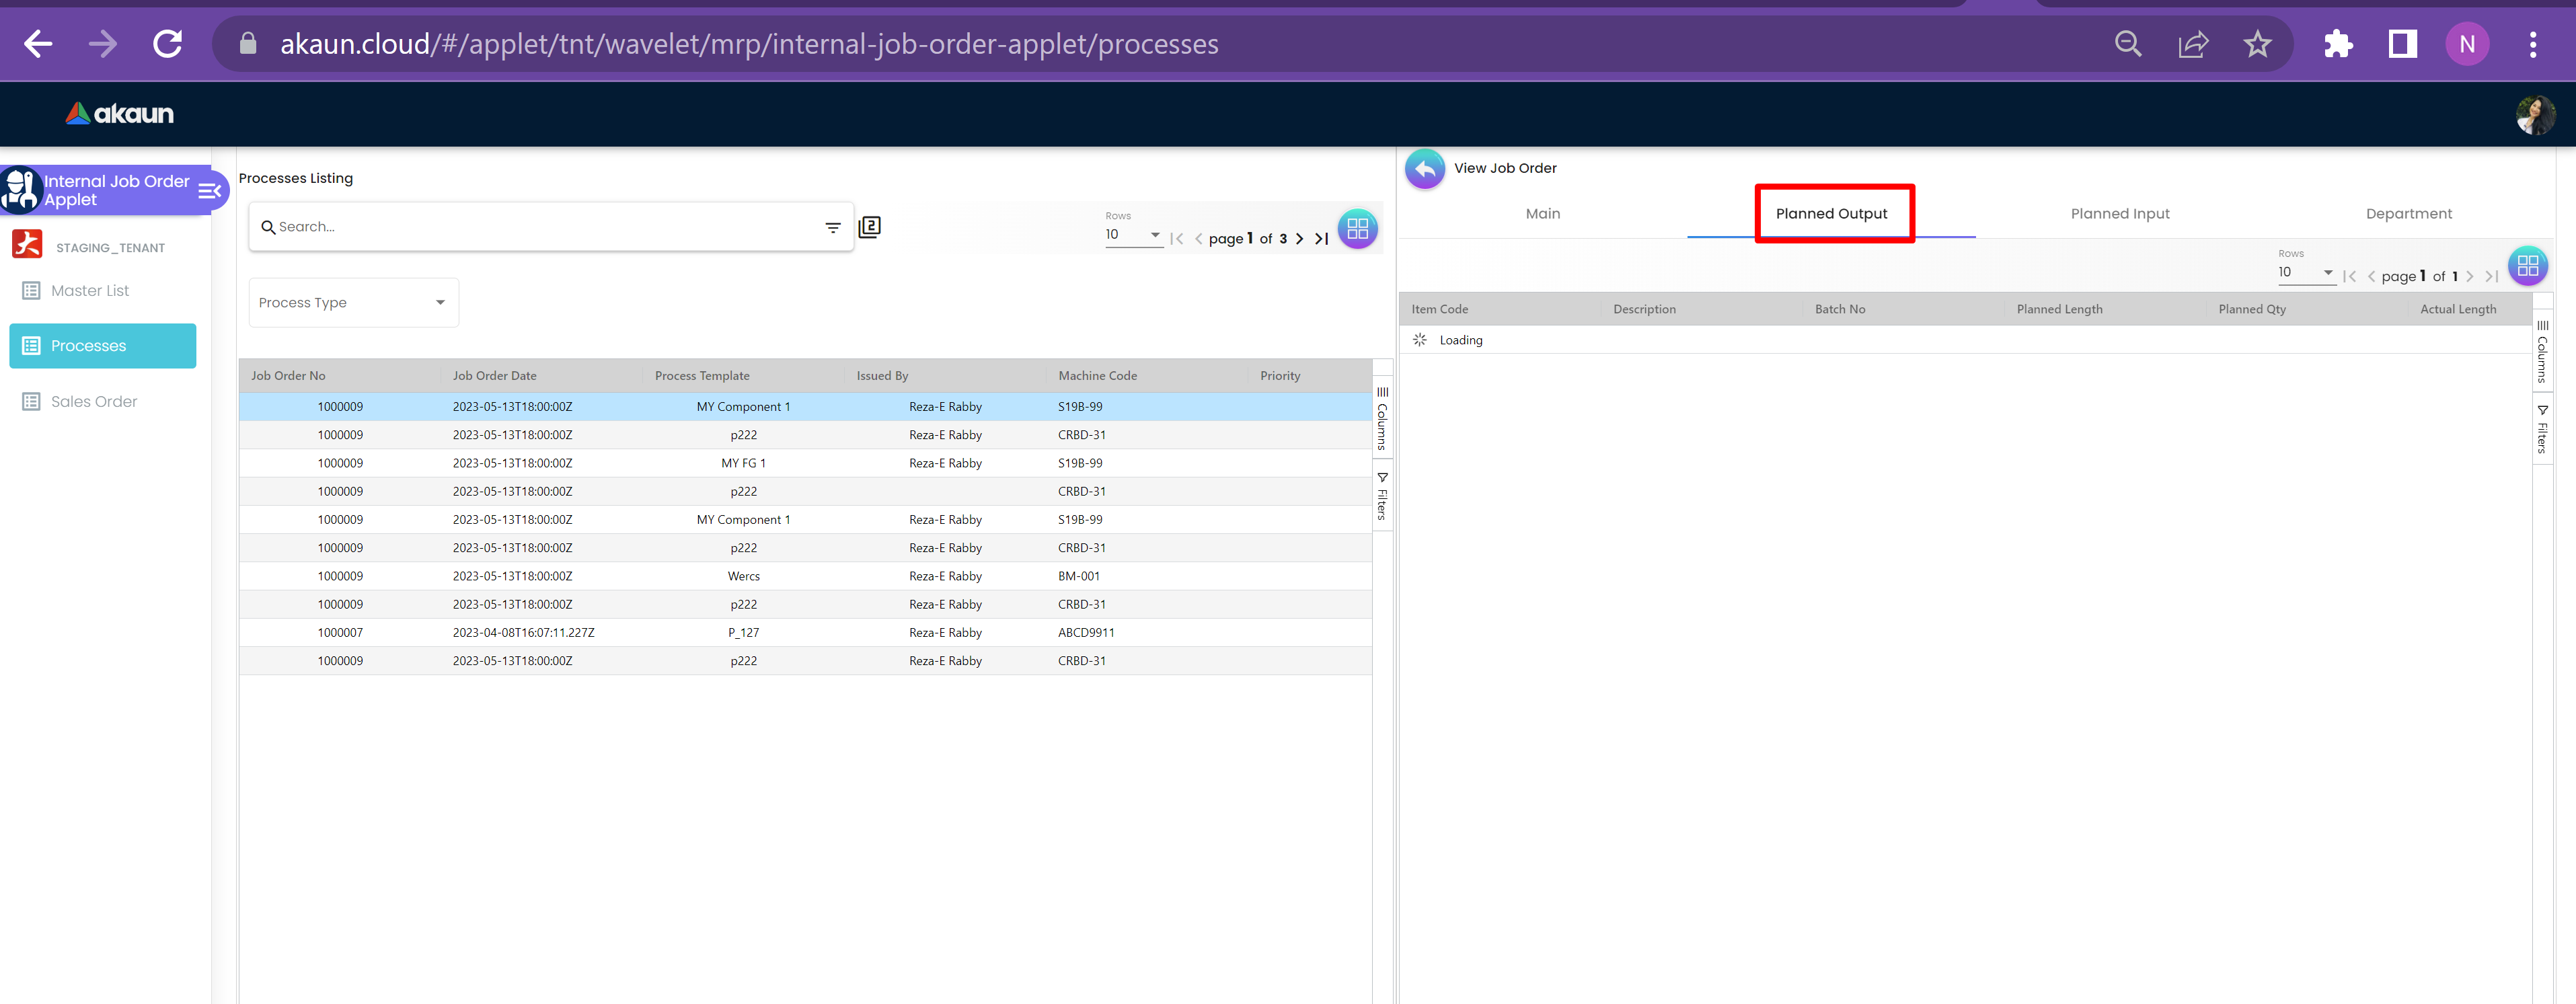 akaun.cloud/#/applet/tnt/wavelet/mrp/internal-job-order-applet/processes
N
akaun
Internal Job Order
Applet
STAGING_TENANT
Master List
Processes
Sales Order
Processes Listing
Search...
2
Rows
10
page 1 of 3
Process Type
Job Order No Job Order Date Process Template Issued By Machine Code Priority
1000009 2023-05-13T18:00:00Z MY Component 1 Reza-E Rabby S19B-99
1000009 2023-05-13T18:00:00Z p222 Reza-E Rabby CRBD-31
1000009 2023-05-13T18:00:00Z MY FG 1 Reza-E Rabby S19B-99
1000009 2023-05-13T18:00:00Z p222 CRBD-31
1000009 2023-05-13T18:00:00Z MY Component 1 Reza-E Rabby S19B-99
1000009 2023-05-13T18:00:00Z p222 Reza-E Rabby CRBD-31
1000009 2023-05-13T18:00:00Z Wercs Reza-E Rabby BM-001
1000009 2023-05-13T18:00:00Z p222 Reza-E Rabby CRBD-31
1000007 2023-04-08T16:07:11.227Z P_127 Reza-E Rabby ABCD9911
1000009 2023-05-13T18:00:00Z p222 Reza-E Rabby CRBD-31
Columns
Filters
View Job Order
Main Planned Output Planned Input Department
Rows
10
page 1 of 1
Item Code Description Batch No Planned Length Planned Qty Actual Length
Loading
Columns
Filters